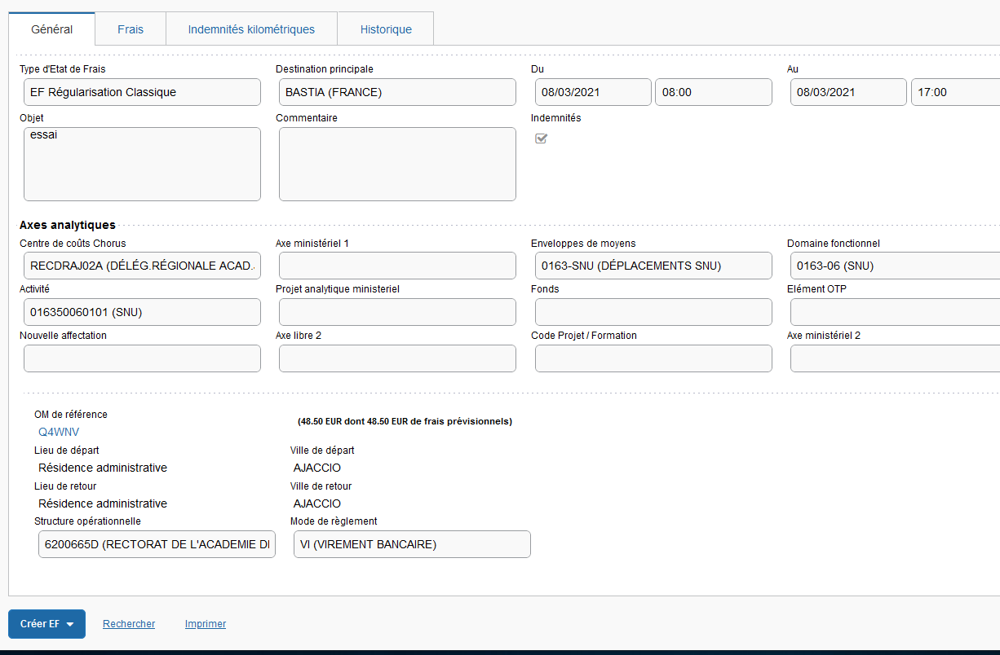 Général Frais Indemnités kilométriques Historique
Type d'Etat de Frais Destination principale Du Au
EF Régularisation Classique BASTIA (FRANCE) 08/03/2021 08:00 08/03/2021 17:00
Objet Commentaire Indemnités
essai
Axes analytiques
Centre de coûts Chorus Axe ministériel 1 Enveloppes de moyens Domaine fonctionnel
RECDRAJ02A (DÉLÉG.RÉGIONALE ACAD. 0163-SNU (DÉPLACEMENTS SNU) 0163-06 (SNU)
Activité Projet analytique ministeriel Fonds Elément OTP
016350060101 (SNU)
Nouvelle affectation Axe libre 2 Code Projet / Formation Axe ministériel 2
OM de référence
(48.50 EUR dont 48.50 EUR de frais prévisionnels)
Q4WNV
Lieu de départ Ville de départ
Résidence administrative AJACCIO
Lieu de retour Ville de retour
Résidence administrative AJACCIO
Structure opérationnelle Mode de règlement
6200665D (RECTORAT DE L'ACADEMIE DI VI (VIREMENT BANCAIRE)
Créer EF Rechercher Imprimer